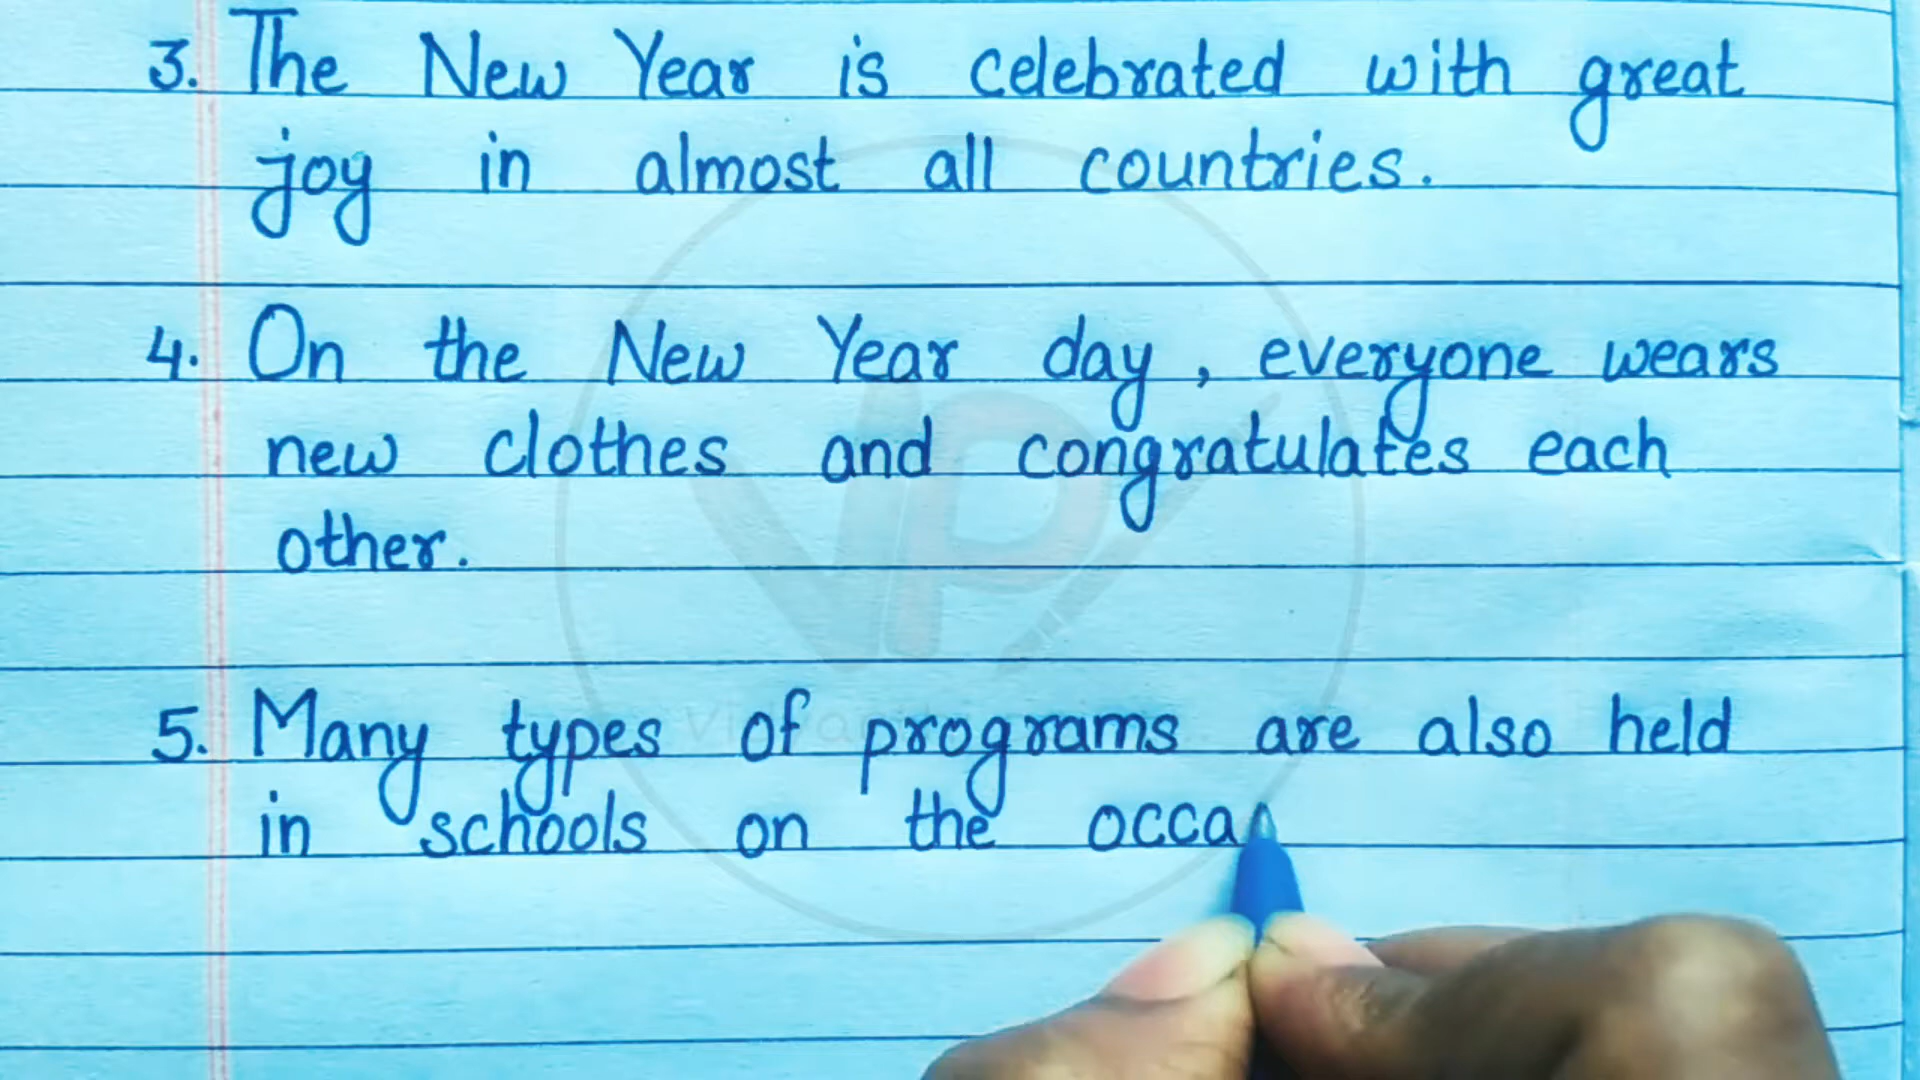 3. The New Year is celebrated with great
joy in almost all countries.
4. On the New Year day, everyone wears
new clothes and congratulates each
other.
5. Many types of programs are also held
in schools on the occa
VP